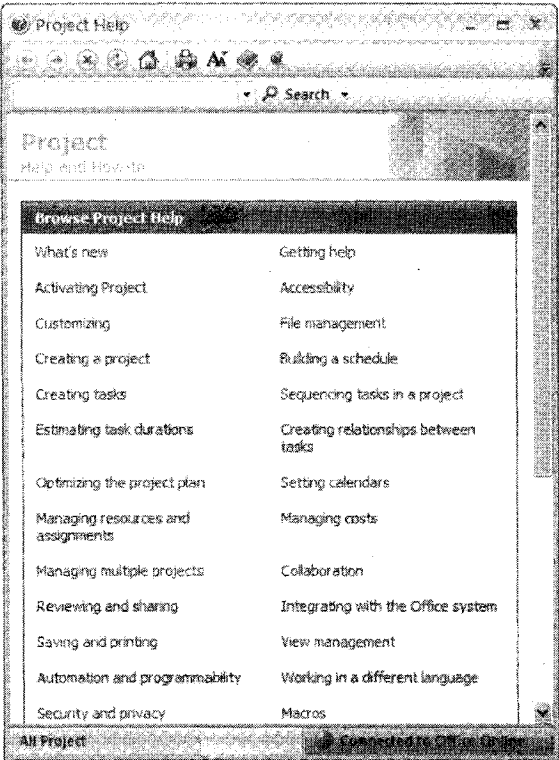 Project Help
Search
Project
Help and How-to
Browse Project Help
What's new
Getting help
Activating Project
Accessibility
Customizing
File management
Creating a project
Building a schedule
Creating tasks
Sequencing tasks in a project
Estimating task durations
Creating relationships between
tasks
Optimizing the project plan
Setting calendars
Managing resources and
assignments
Managing costs
Managing multiple projects
Collaboration
Reviewing and sharing
Integrating with the Office system
Saving and printing
View management
Automation and programmability
Working in a different language
Security and privacy
Macros
All Project
Connected to Office Online